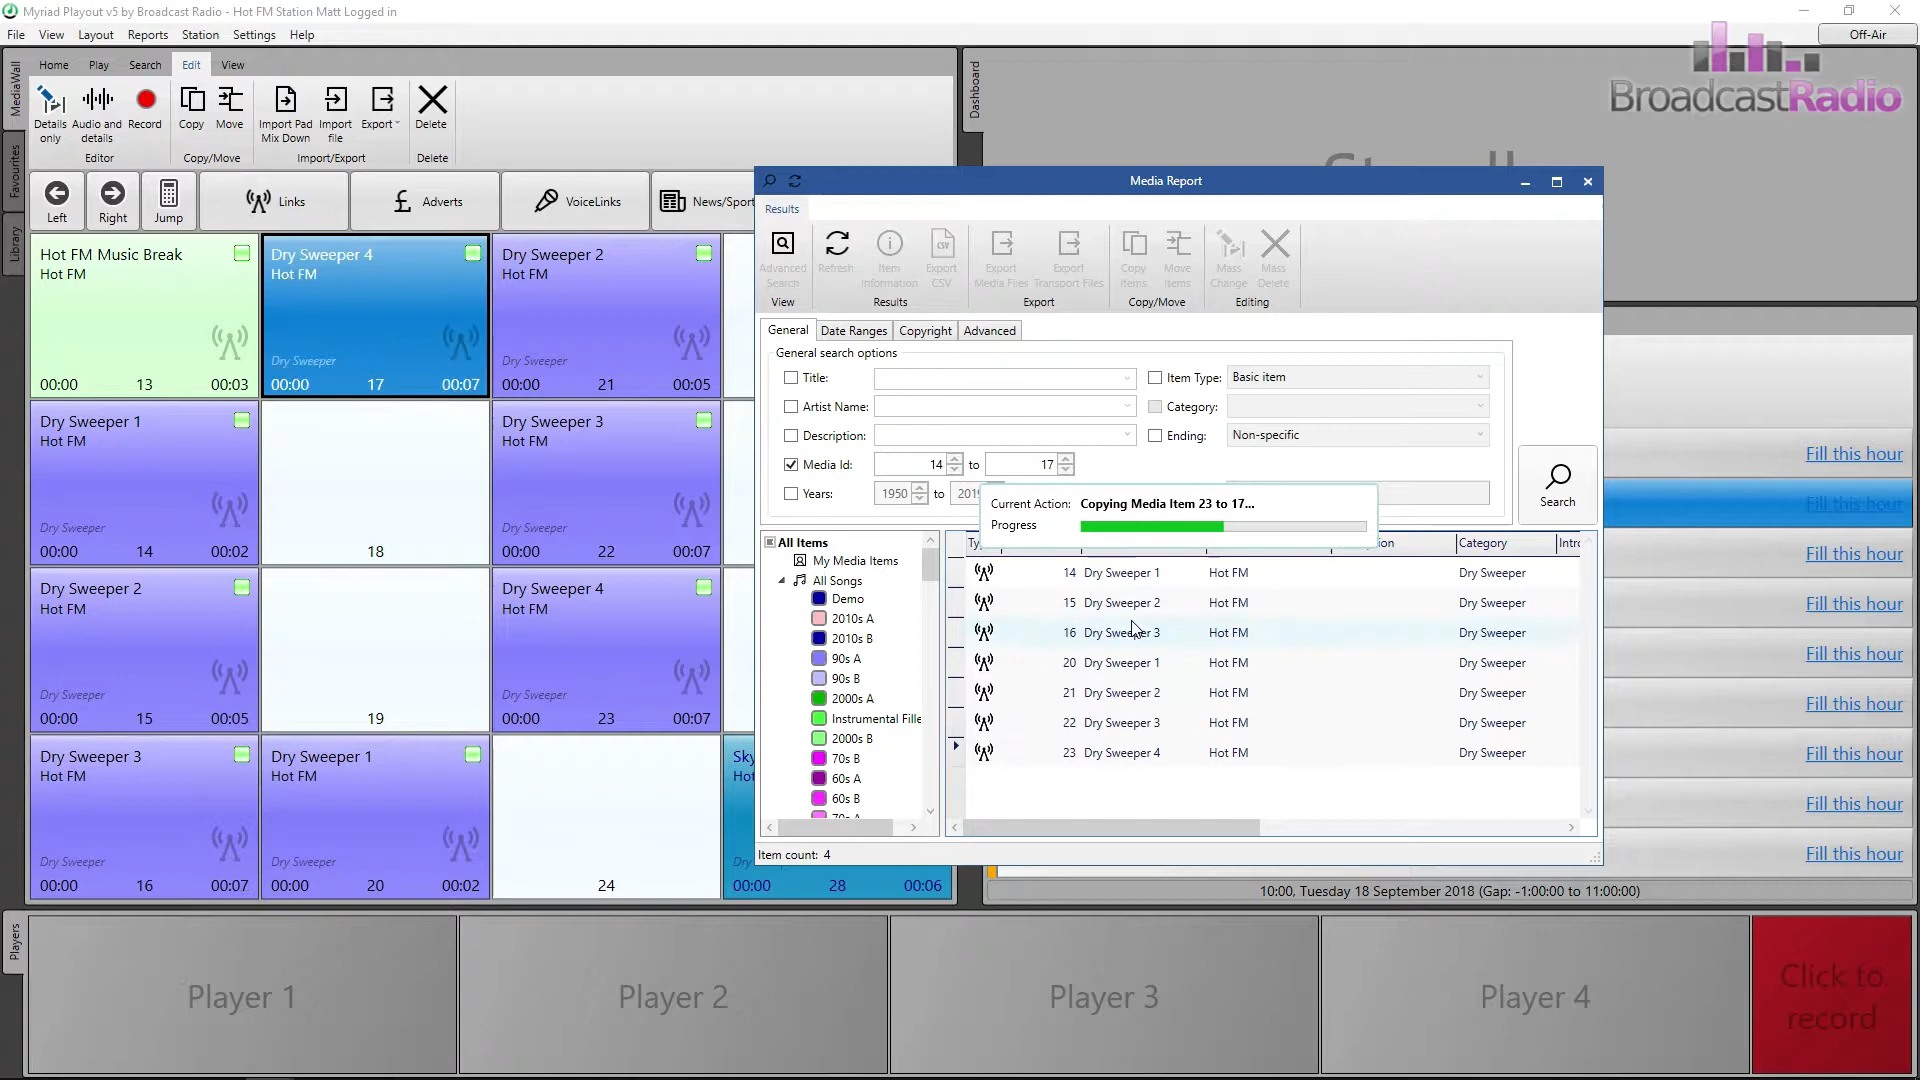 Myriad Playout v5 by Broadcast Radio - Hot FM Station Matt Logged in
File View Layout Reports Station Settings Help
Off-Air
BroadcastRadio
MediaWall
Favourites
Library
Home Play Search Edit View
Details only
Audio and details
Record
Copy
Move
Import Pad Mix Down
Import file
Export
Delete
Editor
Copy/Move
Import/Export
Delete
Left
Right
Jump
Links
Adverts
VoiceLinks
News/Sport
Dashboard
Hot FM Music Break
Hot FM
00:00 13 00:03
Dry Sweeper 4
Hot FM
Dry Sweeper
00:00 17 00:07
Dry Sweeper 2
Hot FM
Dry Sweeper
00:00 21 00:05
Dry Sweeper 1
Hot FM
Dry Sweeper
00:00 14 00:02
18
Dry Sweeper 3
Hot FM
Dry Sweeper
00:00 22 00:07
Dry Sweeper 2
Hot FM
Dry Sweeper
00:00 15 00:05
19
Dry Sweeper 4
Hot FM
Dry Sweeper
00:00 23 00:07
Dry Sweeper 3
Hot FM
Dry Sweeper
00:00 16 00:07
Dry Sweeper 1
Hot FM
Dry Sweeper
00:00 20 00:02
24
00:00 28 00:06
Media Report
Results
Advanced Search
Refresh
Item Information
Export CSV
Export Media Files
Export Transport Files
Copy Items
Move Items
Mass Change
Mass Delete
View
Results
Export
Copy/Move
Editing
General Date Ranges Copyright Advanced
General search options
Title:
Item Type: Basic item
Artist Name:
Category:
Description:
Ending: Non-specific
Media Id: 14 to 17
Years: 1950 to
Search
Current Action: Copying Media Item 23 to 17...
Progress
All Items
My Media Items
All Songs
Demo
2010s A
2010s B
90s A
90s B
2000s A
Instrumental Fille
2000s B
70s B
60s A
60s B
Category
14 Dry Sweeper 1 Hot FM Dry Sweeper
15 Dry Sweeper 2 Hot FM Dry Sweeper
16 Dry Sweeper 3 Hot FM Dry Sweeper
20 Dry Sweeper 1 Hot FM Dry Sweeper
21 Dry Sweeper 2 Hot FM Dry Sweeper
22 Dry Sweeper 3 Hot FM Dry Sweeper
23 Dry Sweeper 4 Hot FM Dry Sweeper
Item count: 4
Fill this hour
Fill this hour
Fill this hour
Fill this hour
Fill this hour
Fill this hour
Fill this hour
Fill this hour
Fill this hour
10:00, Tuesday 18 September 2018 (Gap: -1:00:00 to 11:00:00)
Players
Player 1
Player 2
Player 3
Player 4
Click to record